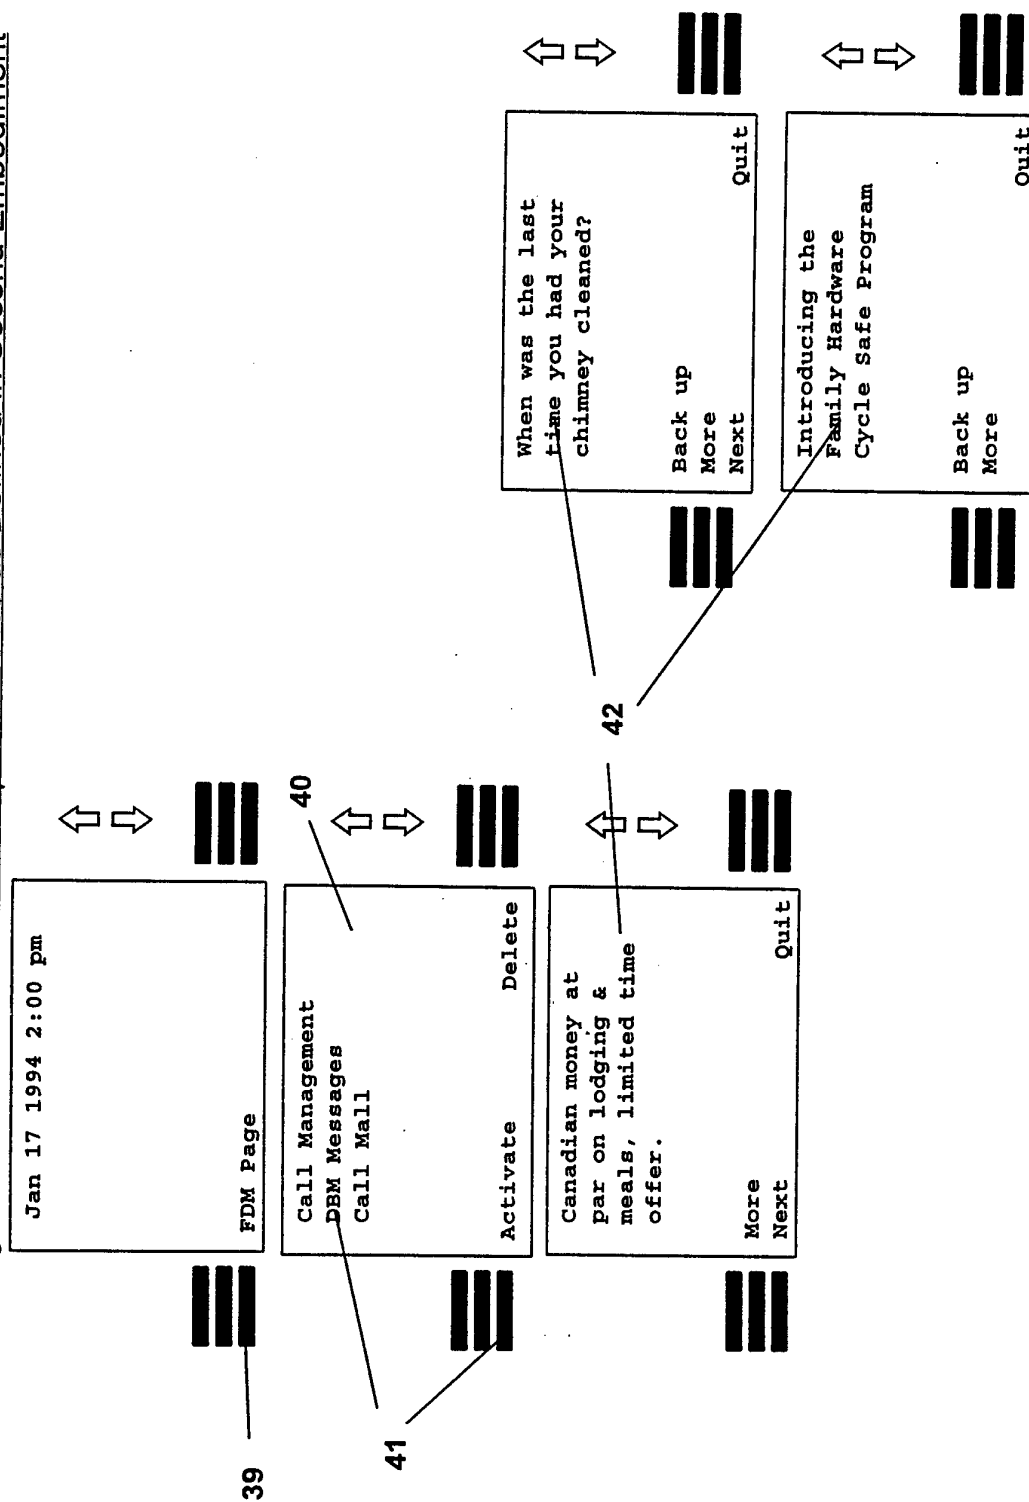 Second Embodiment
Jan 17 1994 2:00 pm
FDM Page
39
Call Management
DBM Messages
Call Mall
Activate Delete
40
41
Canadian money at
par on lodging &
meals, limited time
offer.
More
Next Quit
42
When was the last
time you had your
chimney cleaned?
Back up
More
Next Quit
Introducing the
Family Hardware
Cycle Safe Program
Back up
More
Quit